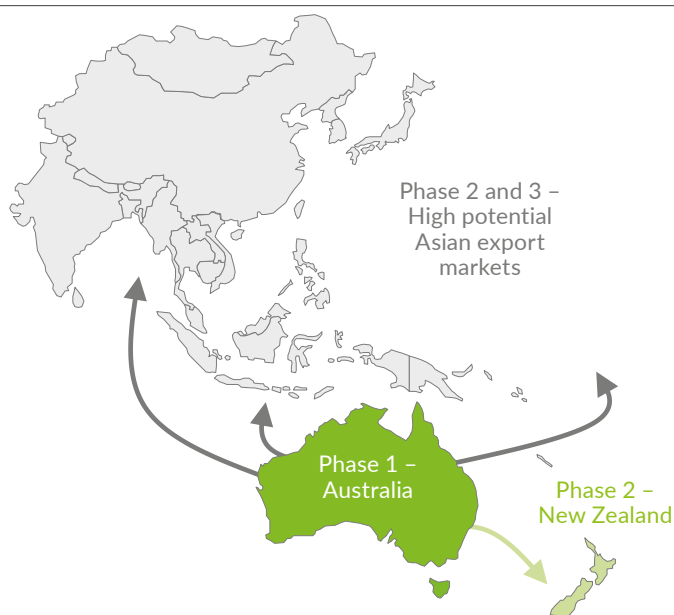 Phase 2 and 3 –
High potential
Asian export
markets
Phase 1 –
Australia
Phase 2 –
New Zealand